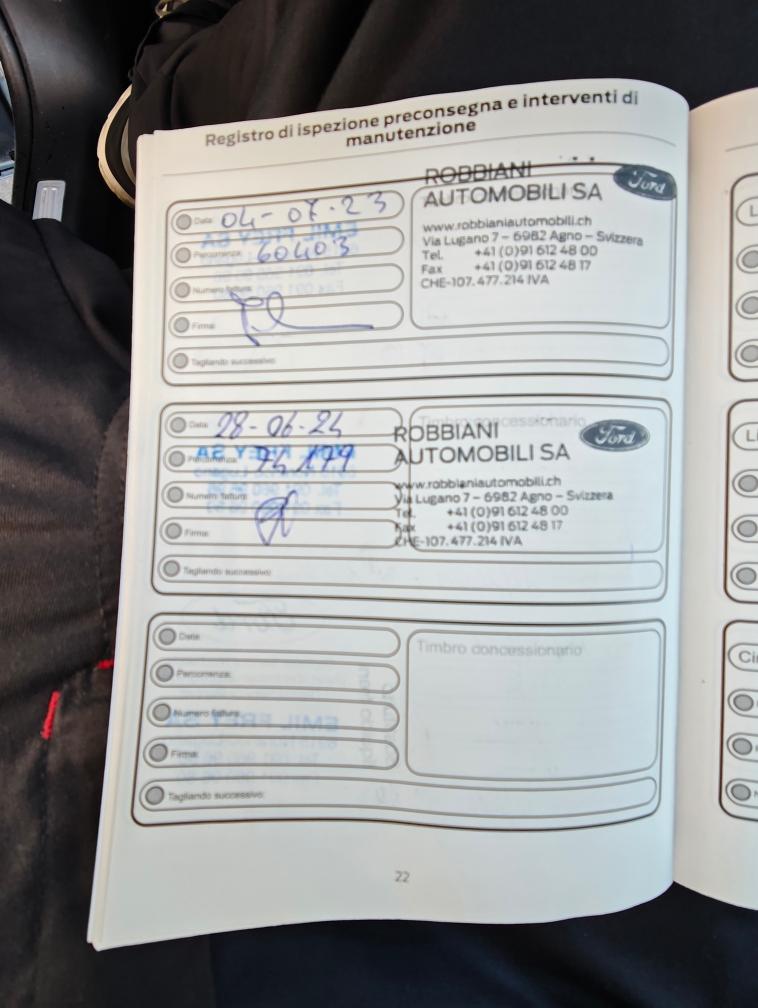 Registro di ispezione preconsegna e interventi di
manutenzione
Data: 04-07-23
Percorrenza: 60403
Numero fattura:
Firma:
Tagliando successivo:
ROBBIANI
AUTOMOBILI SA
Ford
www.robbianiautomobili.ch
Via Lugano 7 – 6982 Agno – Svizzera
Tel. +41 (0)91 612 48 00
Fax +41 (0)91 612 48 17
CHE-107.477.214 IVA
Data: 28-06-24
Percorrenza: 74179
Numero fattura:
Firma:
Tagliando successivo:
Timbro concessionario
ROBBIANI
AUTOMOBILI SA
Ford
www.robbianiautomobili.ch
Via Lugano 7 – 6982 Agno – Svizzera
Tel. +41 (0)91 612 48 00
Fax +41 (0)91 612 48 17
CHE-107.477.214 IVA
Data:
Percorrenza:
Numero fattura:
Firma:
Tagliando successivo:
Timbro concessionario
22